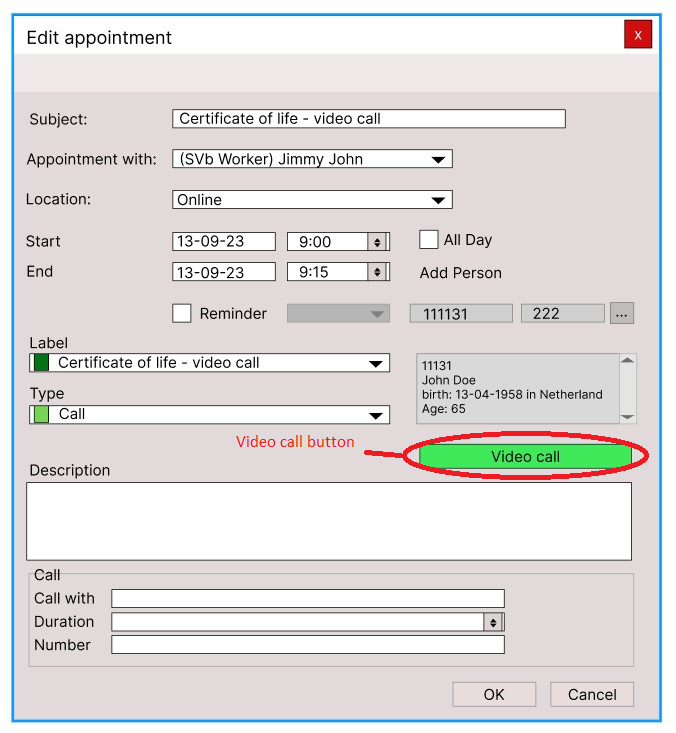 Edit appointment
x
Subject: Certificate of life - video call
Appointment with: (SVb Worker) Jimmy John
Location: Online
Start 13-09-23 9:00 All Day
End 13-09-23 9:15 Add Person
Reminder 111131 222 ...
Label
Certificate of life - video call
11131
John Doe
birth: 13-04-1958 in Netherland
Age: 65
Type
Call
Video call button
Video call
Description
Call
Call with
Duration
Number
OK Cancel